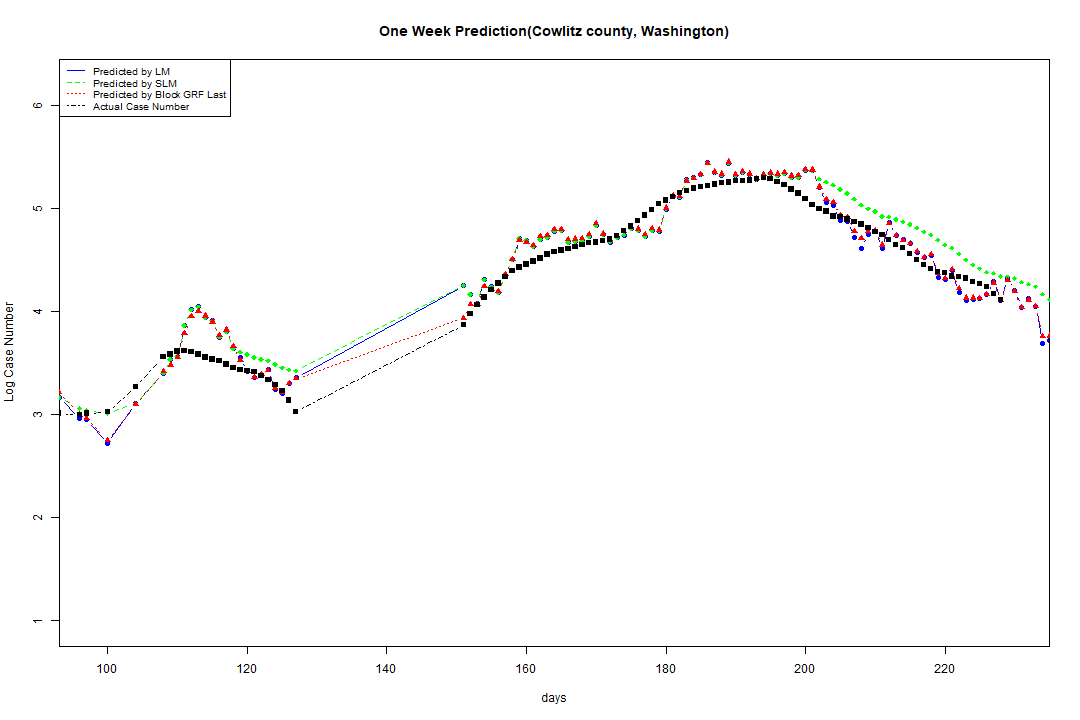 One Week Prediction(Cowlitz county, Washington)
Predicted by LM
Predicted by SLM
Predicted by Block GRF Last
Actual Case Number
6
5
4
3
2
1
Log Case Number
100 120 140 160 180 200 220
days